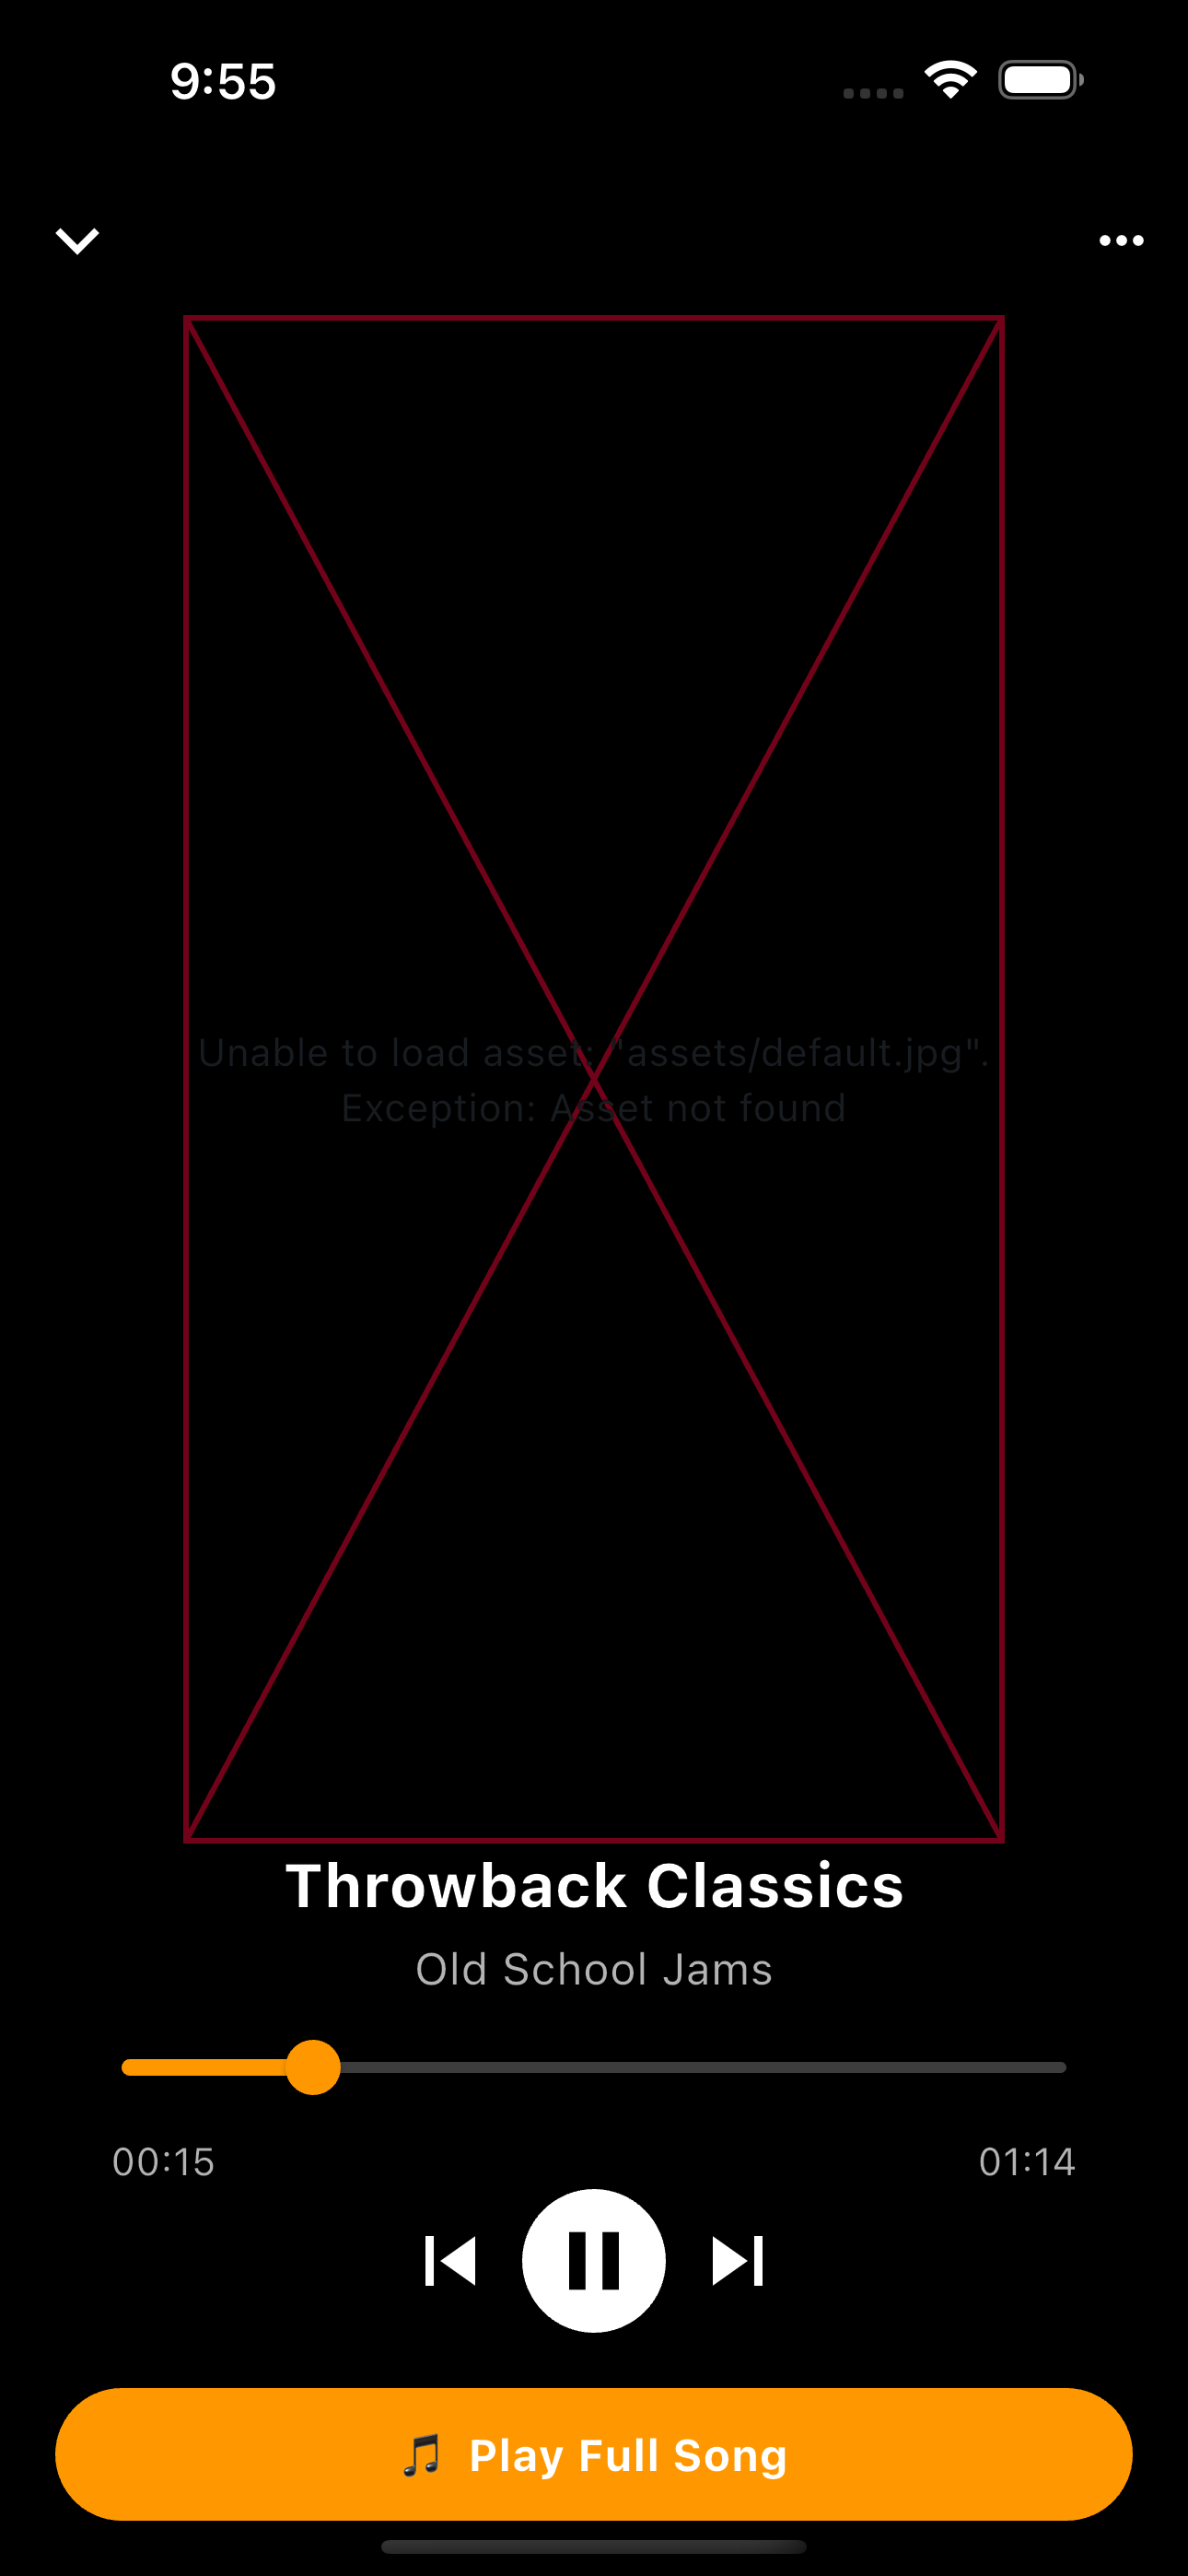 9:55
Unable to load asset: "assets/default.jpg".
Exception: Asset not found
Throwback Classics
Old School Jams
00:15
01:14
🎵 Play Full Song